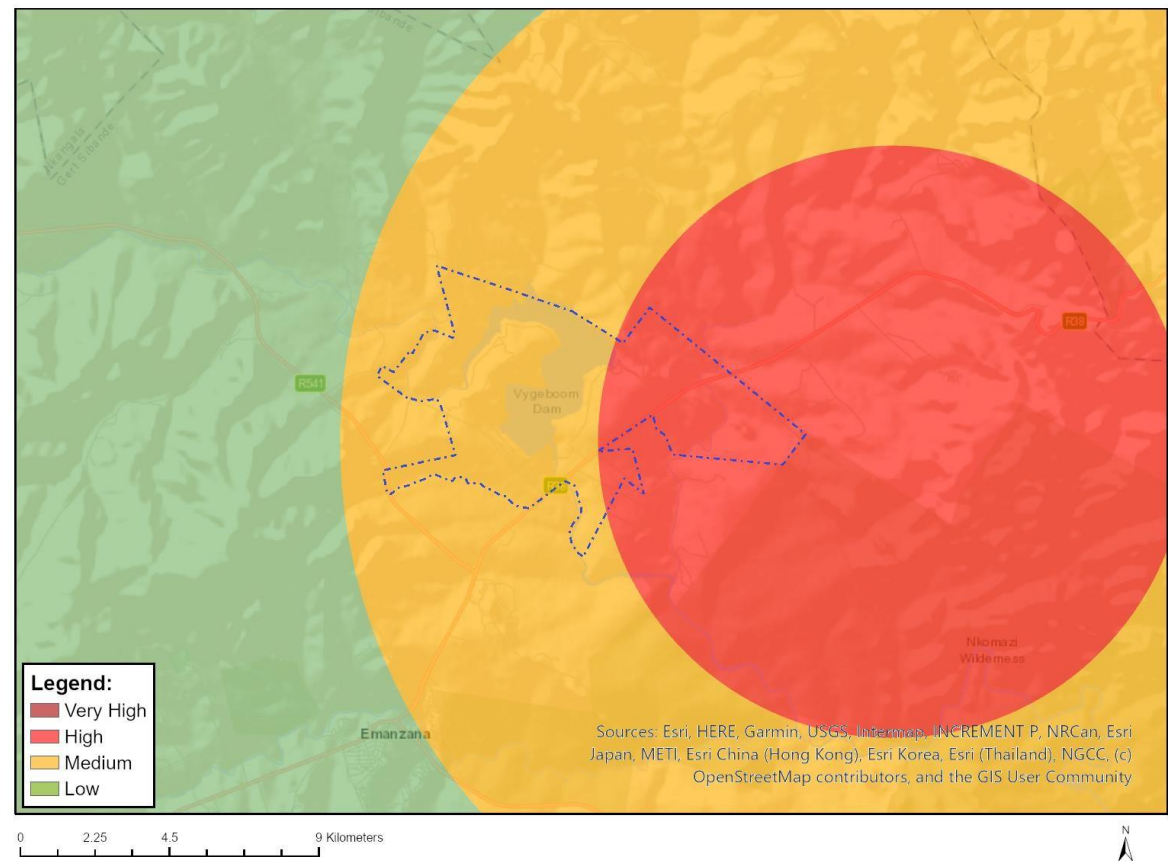 Sibande
Nkangala
Gert Sibande
R541
R38
Vygeboom
Dam
Nkomazi
Wilderness
Emanzana
Legend:
Very High
High
Medium
Low
Sources: Esri, HERE, Garmin, USGS, Intermap, INCREMENT P, NRCan, Esri
Japan, METI, Esri China (Hong Kong), Esri Korea, Esri (Thailand), NGCC, (c)
OpenStreetMap contributors, and the GIS User Community
0 2.25 4.5 9 Kilometers
N